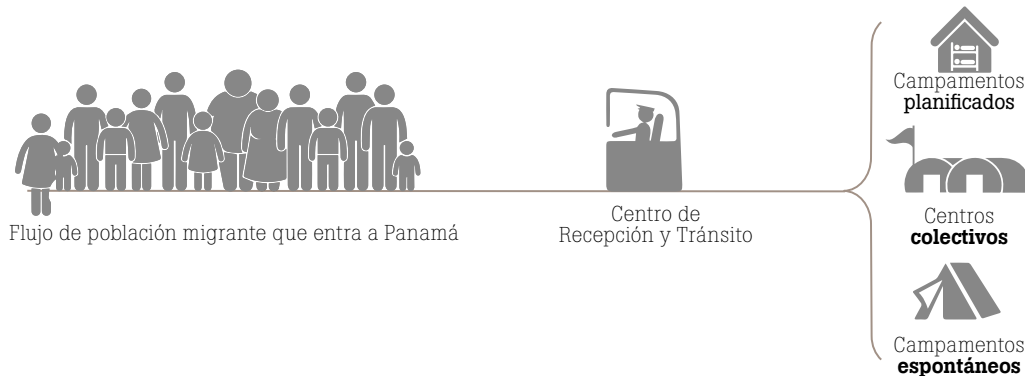 Flujo de población migrante que entra a Panamá
Centro de
Recepción y Tránsito
Campamentos
planificados
Centros
colectivos
Campamentos
espontáneos